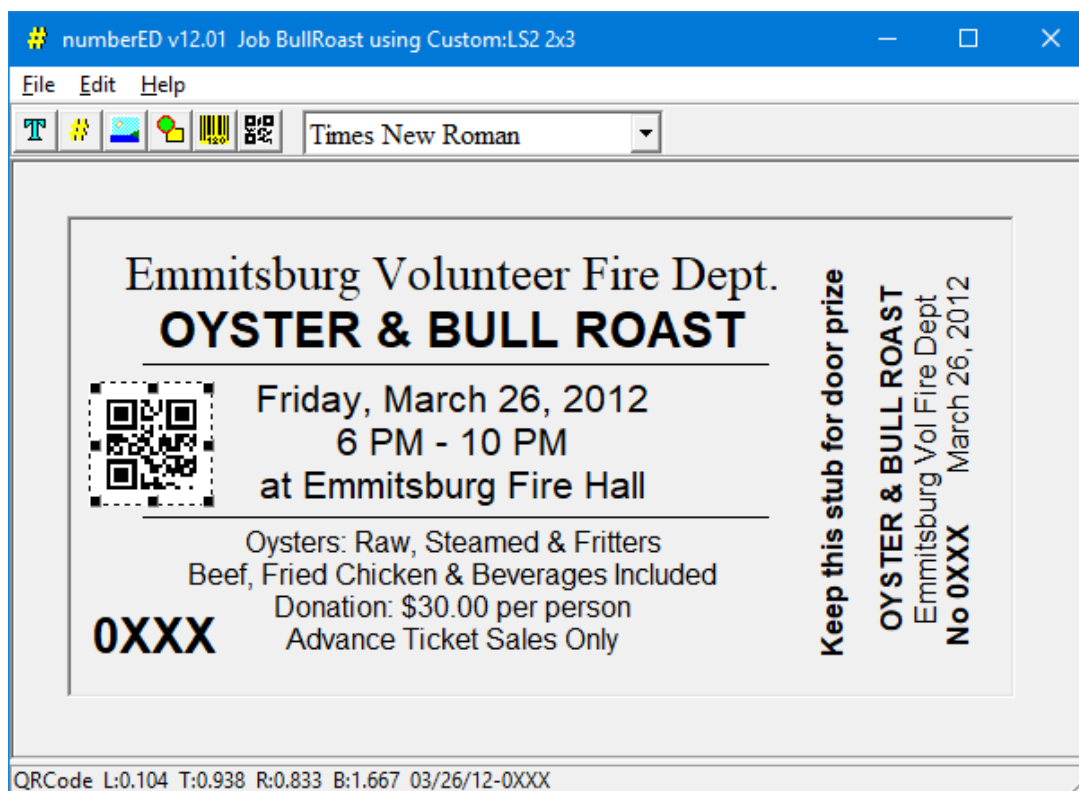 numberED v12.01 Job BullRoast using Custom:LS2 2x3
File Edit Help
Times New Roman
Emmitsburg Volunteer Fire Dept.
OYSTER & BULL ROAST
Friday, March 26, 2012
6 PM - 10 PM
at Emmitsburg Fire Hall
Oysters: Raw, Steamed & Fritters
Beef, Fried Chicken & Beverages Included
Donation: $30.00 per person
Advance Ticket Sales Only
0XXX
Keep this stub for door prize
OYSTER & BULL ROAST
Emmitsburg Vol Fire Dept
No 0XXX March 26, 2012
QRCode L:0.104 T:0.938 R:0.833 B:1.667 03/26/12-0XXX